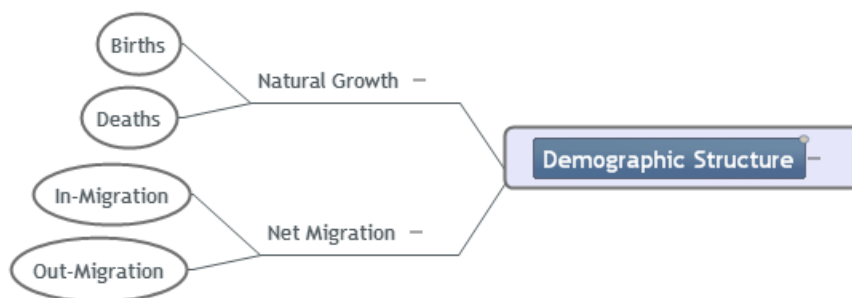 Births
Natural Growth
Deaths
Demographic Structure
In-Migration
Net Migration
Out-Migration